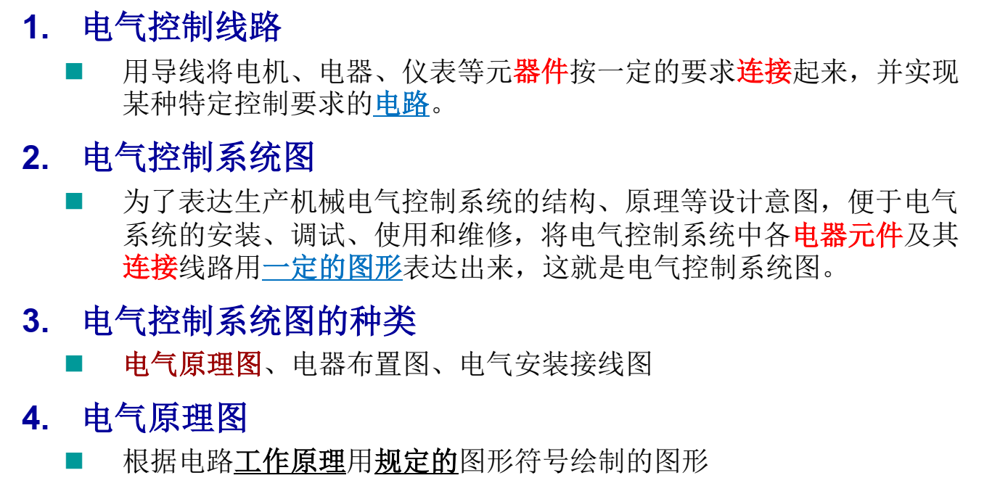 1. 电气控制线路
■ 用导线将电机、电器、仪表等元器件按一定的要求连接起来，并实现
某种特定控制要求的电路。
2. 电气控制系统图
■ 为了表达生产机械电气控制系统的结构、原理等设计意图，便于电气
系统的安装、调试、使用和维修，将电气控制系统中各电器元件及其
连接线路用一定的图形表达出来，这就是电气控制系统图。
3. 电气控制系统图的种类
■ 电气原理图、电器布置图、电气安装接线图
4. 电气原理图
■ 根据电路工作原理用规定的图形符号绘制的图形